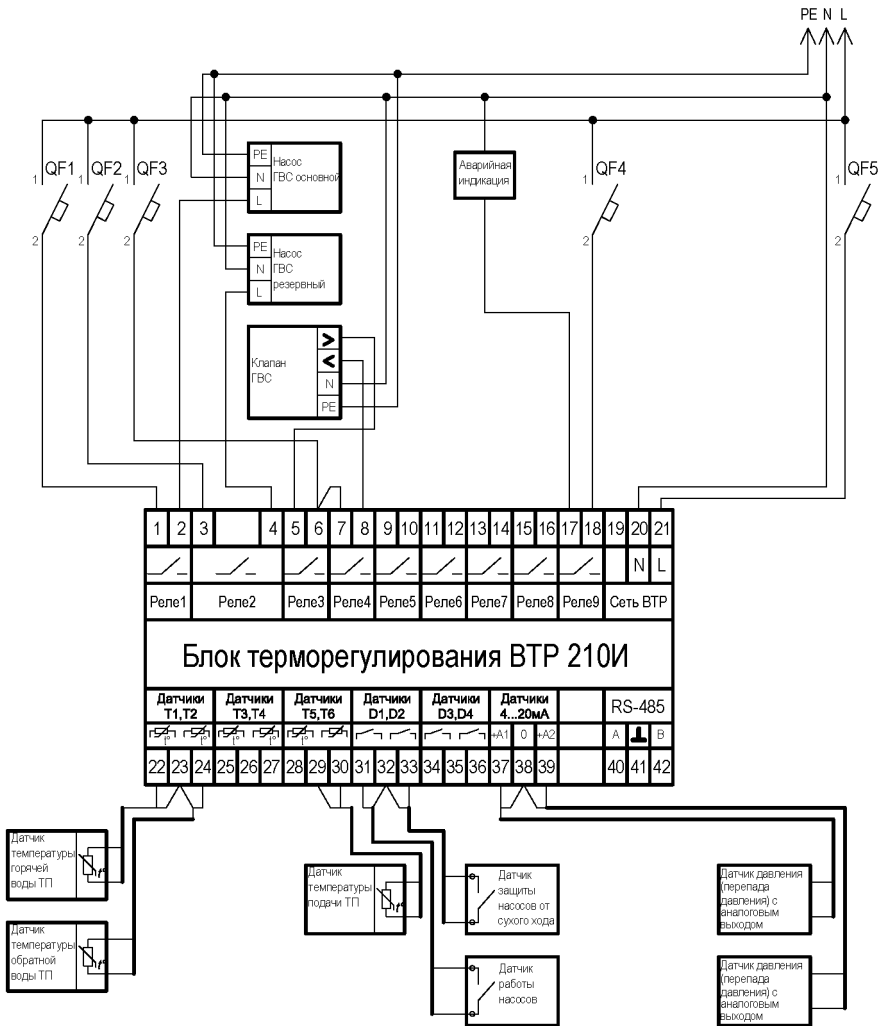 PE N L
QF1
QF2
QF3
QF4
QF5
1
2
1
2
1
2
1
2
1
2
PE
N
L
Насос
ГВС основной
PE
N
L
Насос
ГВС
резервный
Клапан
ГВС
>
<
N
PE
Аварийная
индикация
1 2 3 4 5 6 7 8 9 10 11 12 13 14 15 16 17 18 19 20 21
N L
Реле1 Реле2 Реле3 Реле4 Реле5 Реле6 Реле7 Реле8 Реле9 Сеть ВТР
Блок терморегулирования ВТР 210И
Датчики
T1,T2
Датчики
T3,T4
Датчики
T5,T6
Датчики
D1,D2
Датчики
D3,D4
Датчики
4...20мА
RS-485
t° t° t° t° t° t°
+A1 0 +A2
A B
22 23 24 25 26 27 28 29 30 31 32 33 34 35 36 37 38 39 40 41 42
Датчик
температуры
горячей
воды ТП
t°
Датчик
температуры
обратной
воды ТП
t°
Датчик
температуры
подачи ТП
t°
Датчик
защиты
насосов от
сухого хода
Датчик
работы
насосов
Датчик давления
(перепада
давления) с
аналоговым
выходом
Датчик давления
(перепада
давления) с
аналоговым
выходом